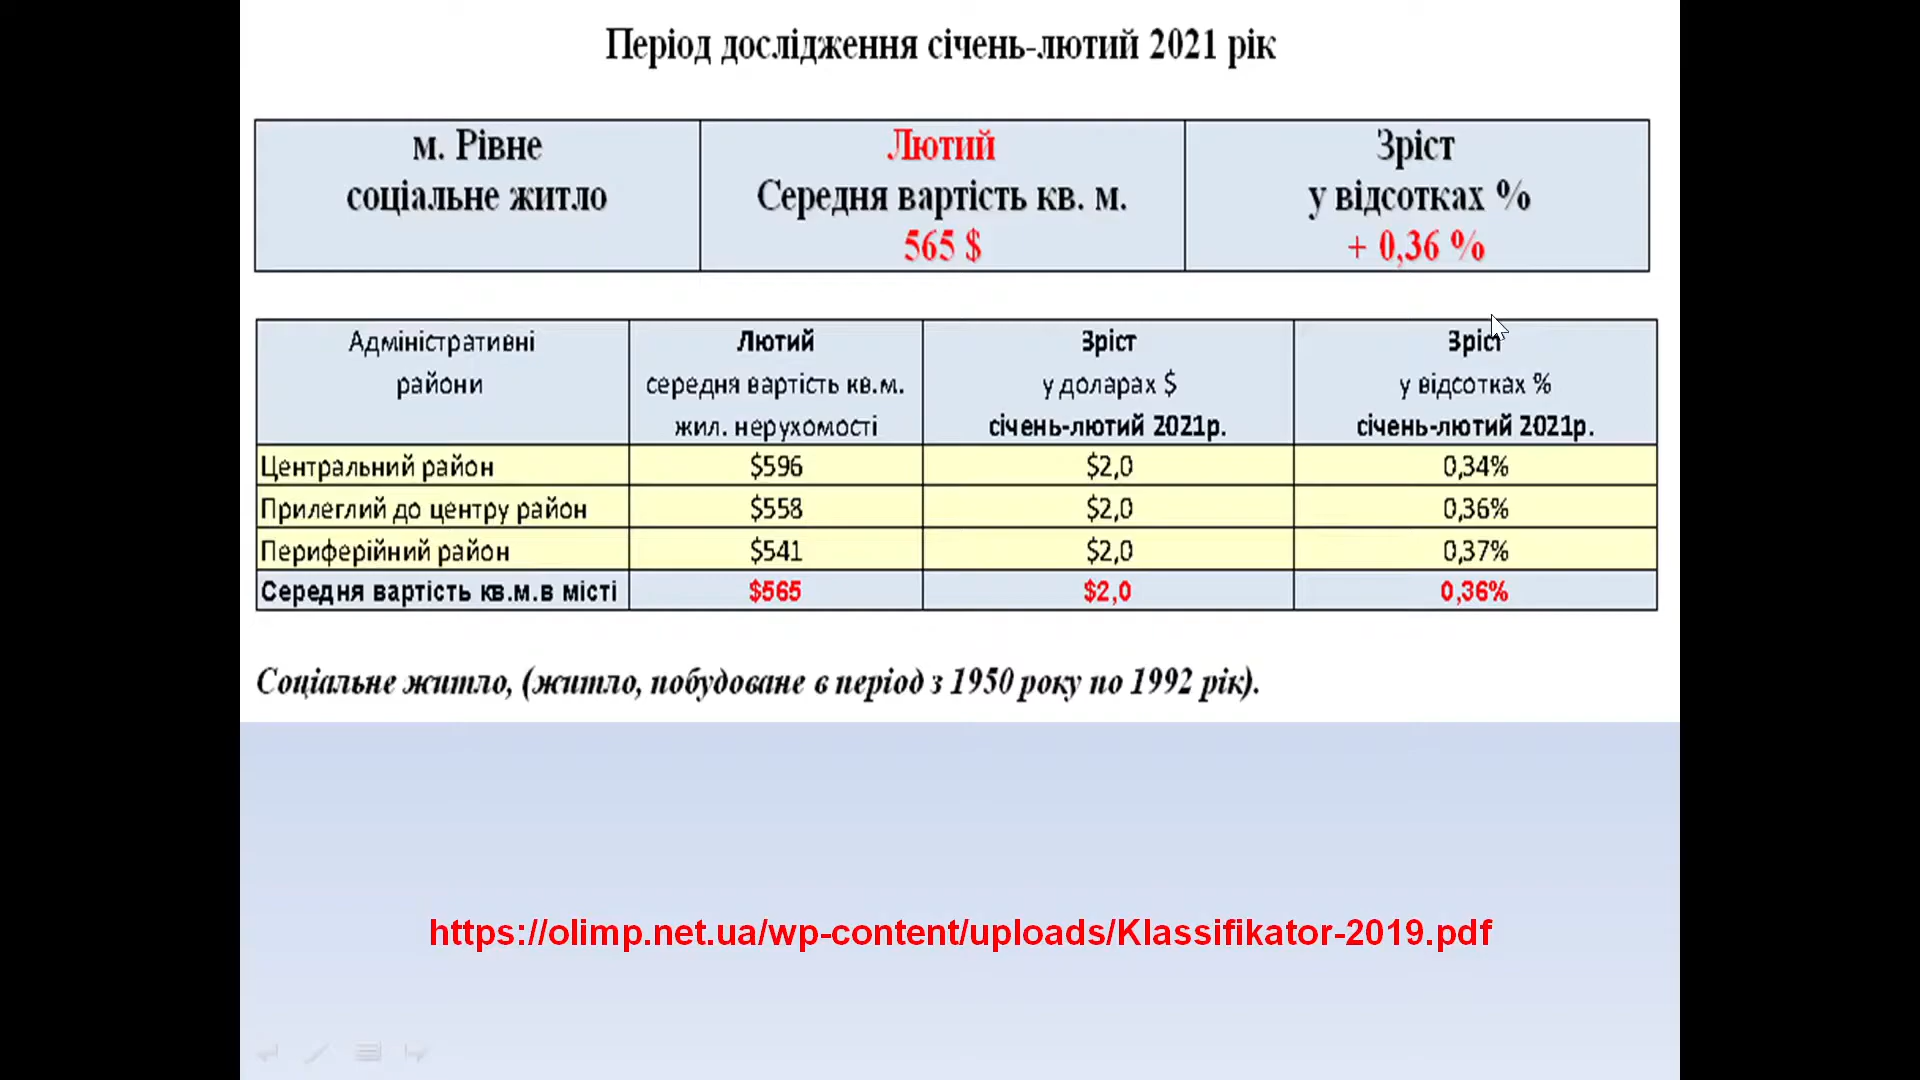 Період дослідження січень-лютий 2021 рік
м. Рівне
соціальне житло
Лютий
Середня вартість кв. м.
565 $
Зріст
у відсотках %
+ 0,36 %
Адміністративні
райони
Лютий
середня вартість кв.м.
жил. нерухомості
Зріст
у доларах $
січень-лютий 2021р.
Зріст
у відсотках %
січень-лютий 2021р.
Центральний район $596 $2,0 0,34%
Прилеглий до центру район $558 $2,0 0,36%
Периферійний район $541 $2,0 0,37%
Середня вартість кв.м.в місті $565 $2,0 0,36%
Соціальне житло, (житло, побудоване в період з 1950 року по 1992 рік).
https://olimp.net.ua/wp-content/uploads/Klassifikator-2019.pdf